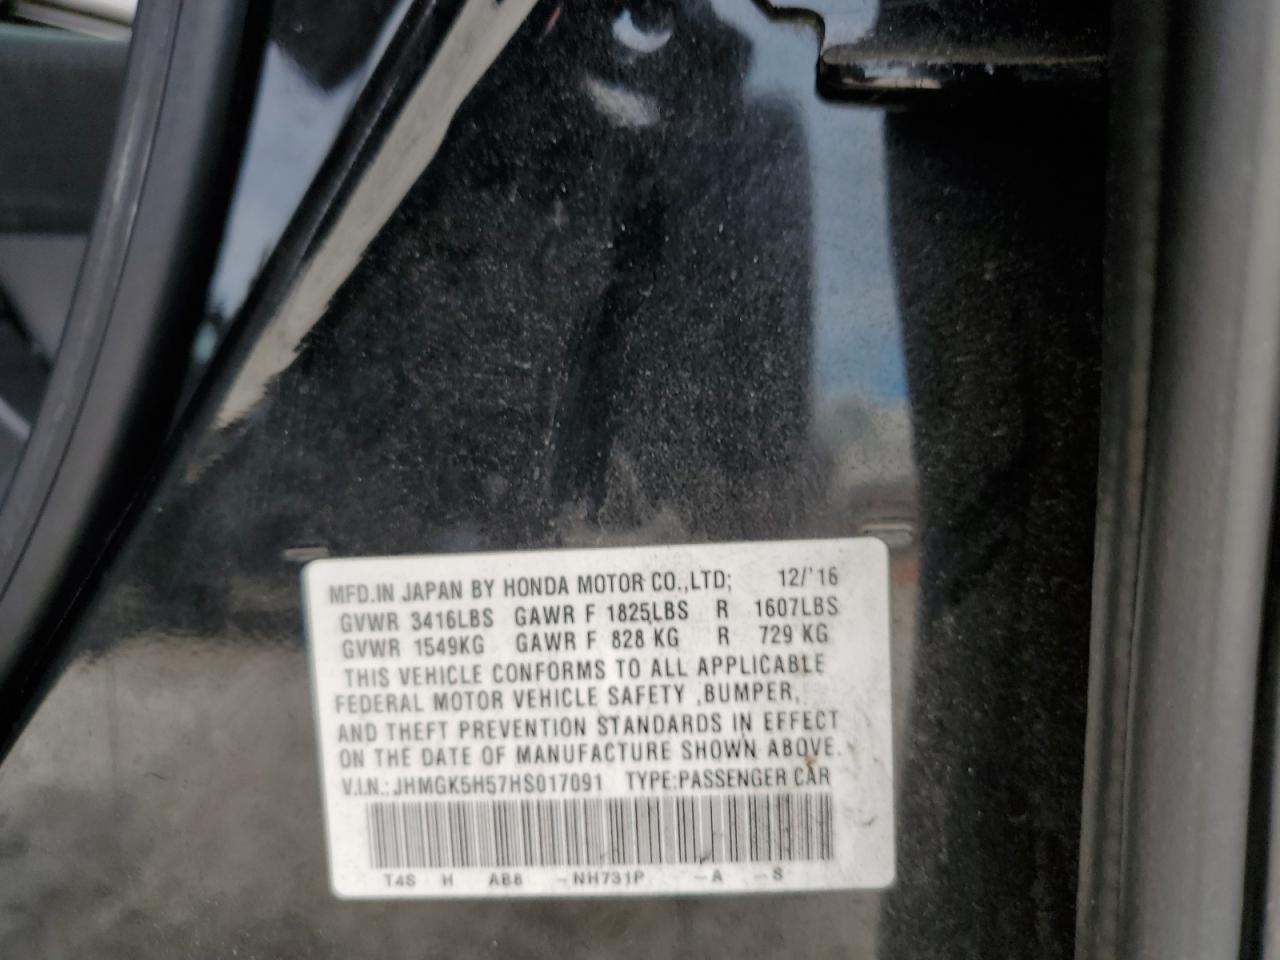 MFD.IN JAPAN BY HONDA MOTOR CO.,LTD; 12/'16
GVWR 3416LBS GAWR F 1825LBS R 1607LBS
GVWR 1549KG GAWR F 828 KG R 729 KG
THIS VEHICLE CONFORMS TO ALL APPLICABLE
FEDERAL MOTOR VEHICLE SAFETY ,BUMPER,
AND THEFT PREVENTION STANDARDS IN EFFECT
ON THE DATE OF MANUFACTURE SHOWN ABOVE.
V.I.N.: JHMGK5H57HS017091 TYPE:PASSENGER CAR
T4S H AB8 -NH731P -A -S